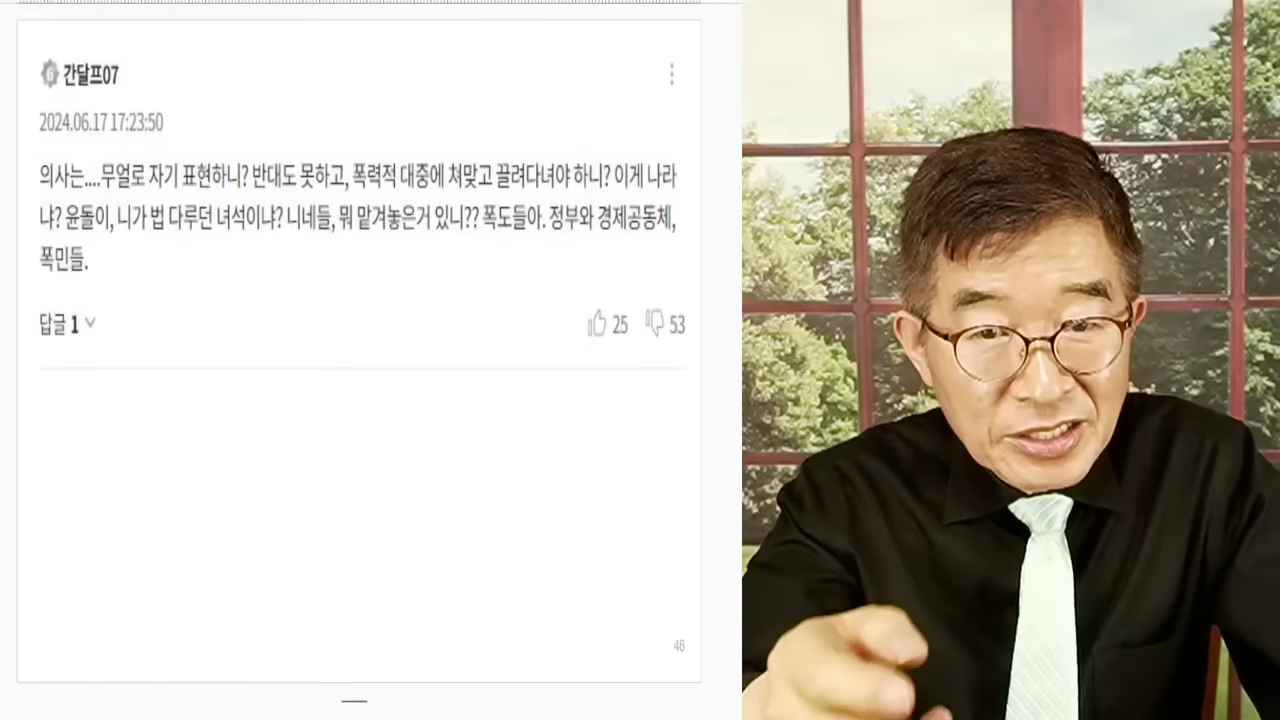 간달프07
2024.06.17 17:23:50
의사는....무얼로 자기 표현하니? 반대도 못하고, 폭력적 대중에 쳐맞고 끌려다녀야 하니? 이게 나라
냐? 윤돌이, 니가 법 다루던 녀석이냐? 니네들, 뭐 맡겨놓은거 있니?? 폭도들아. 정부와 경제공동체,
폭민들.
답글 1
25 53
46